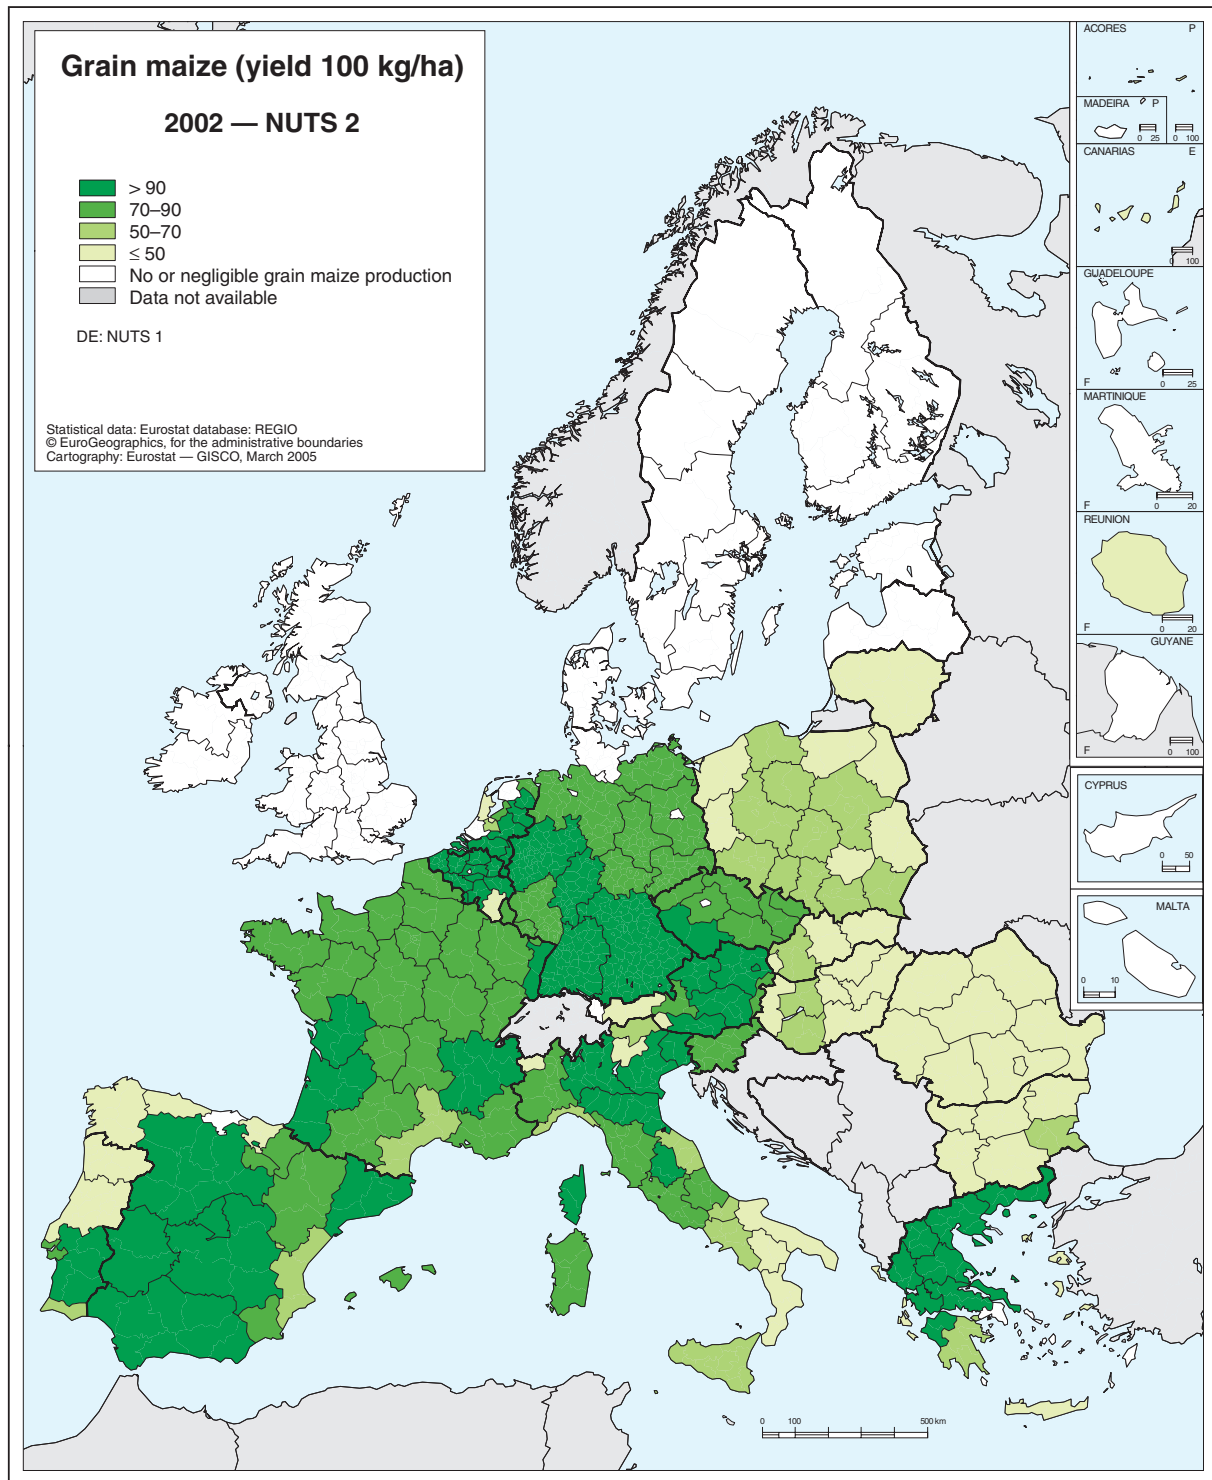 Grain maize (yield 100 kg/ha)
2002 — NUTS 2
> 90
70–90
50–70
≤ 50
No or negligible grain maize production
Data not available
DE: NUTS 1
Statistical data: Eurostat database: REGIO
© EuroGeographics, for the administrative boundaries
Cartography: Eurostat — GISCO, March 2005
ACORES P
MADEIRA P
0 25 0 100
CANARIAS E
0 100
GUADELOUPE
F 0 25
MARTINIQUE
F 0 20
REUNION
F 0 20
GUYANE
F 0 100
CYPRUS
0 50
MALTA
0 10
0 100 500 km